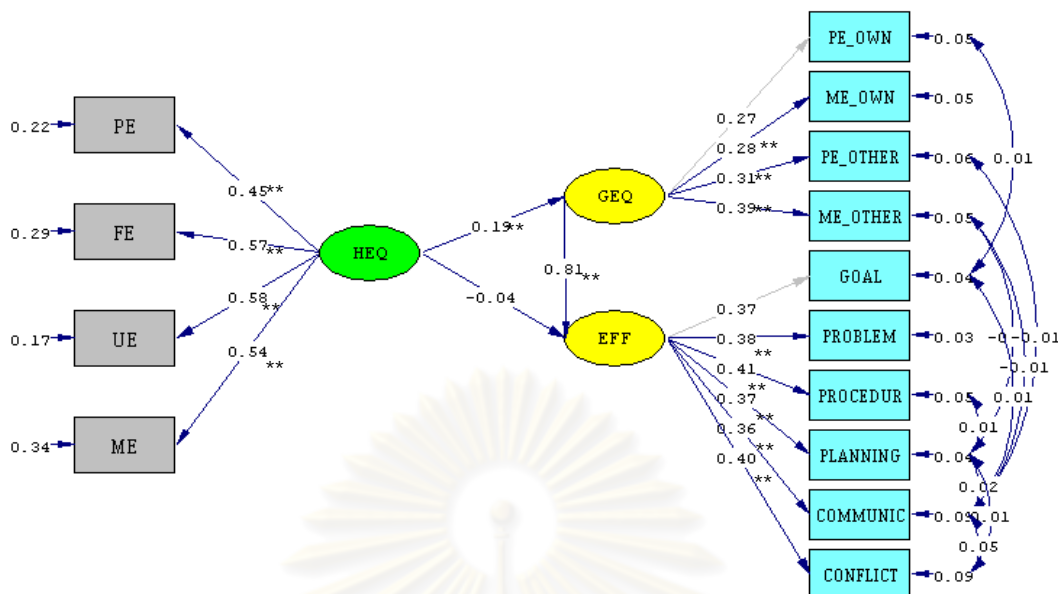 PE_OWN
0.05
ME_OWN
0.05
0.22
PE
0.27
0.28**
PE_OTHER
0.06
0.01
0.45**
GEQ
0.31**
0.39**
ME_OTHER
0.05
0.29
FE
0.57**
HEQ
0.19**
GOAL
0.04
0.81**
0.58**
-0.04
0.37
0.17
UE
EFF
0.38**
PROBLEM
0.03
-0.01
0.54**
0.41**
-0.01
PROCEDUR
0.05
0.01
0.01
0.37**
0.01
0.34
ME
0.36**
PLANNING
0.04
0.40**
0.02
COMMUNIC
0.09
0.01
0.05
CONFLICT
0.09